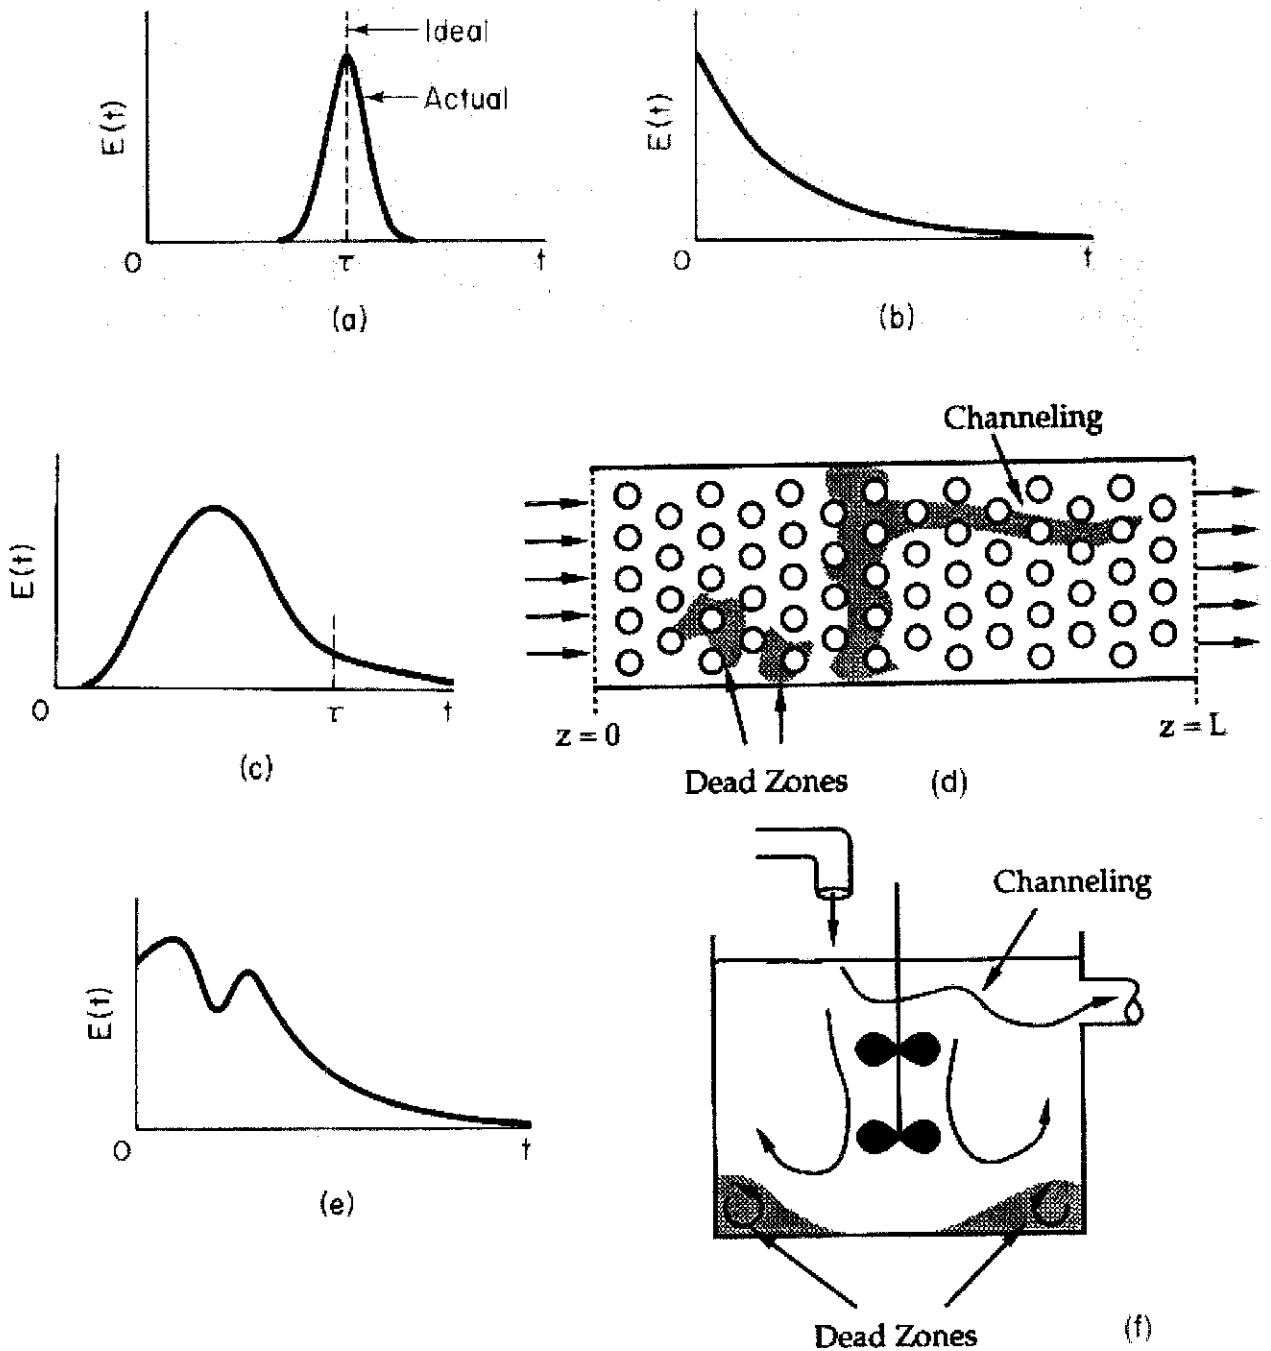 E(t)
Ideal
Actual
0
τ
t
(a)
E(t)
0
t
(b)
E(t)
0
τ
t
(c)
Channeling
z = 0
z = L
Dead Zones
(d)
E(t)
0
t
(e)
Channeling
Dead Zones
(f)